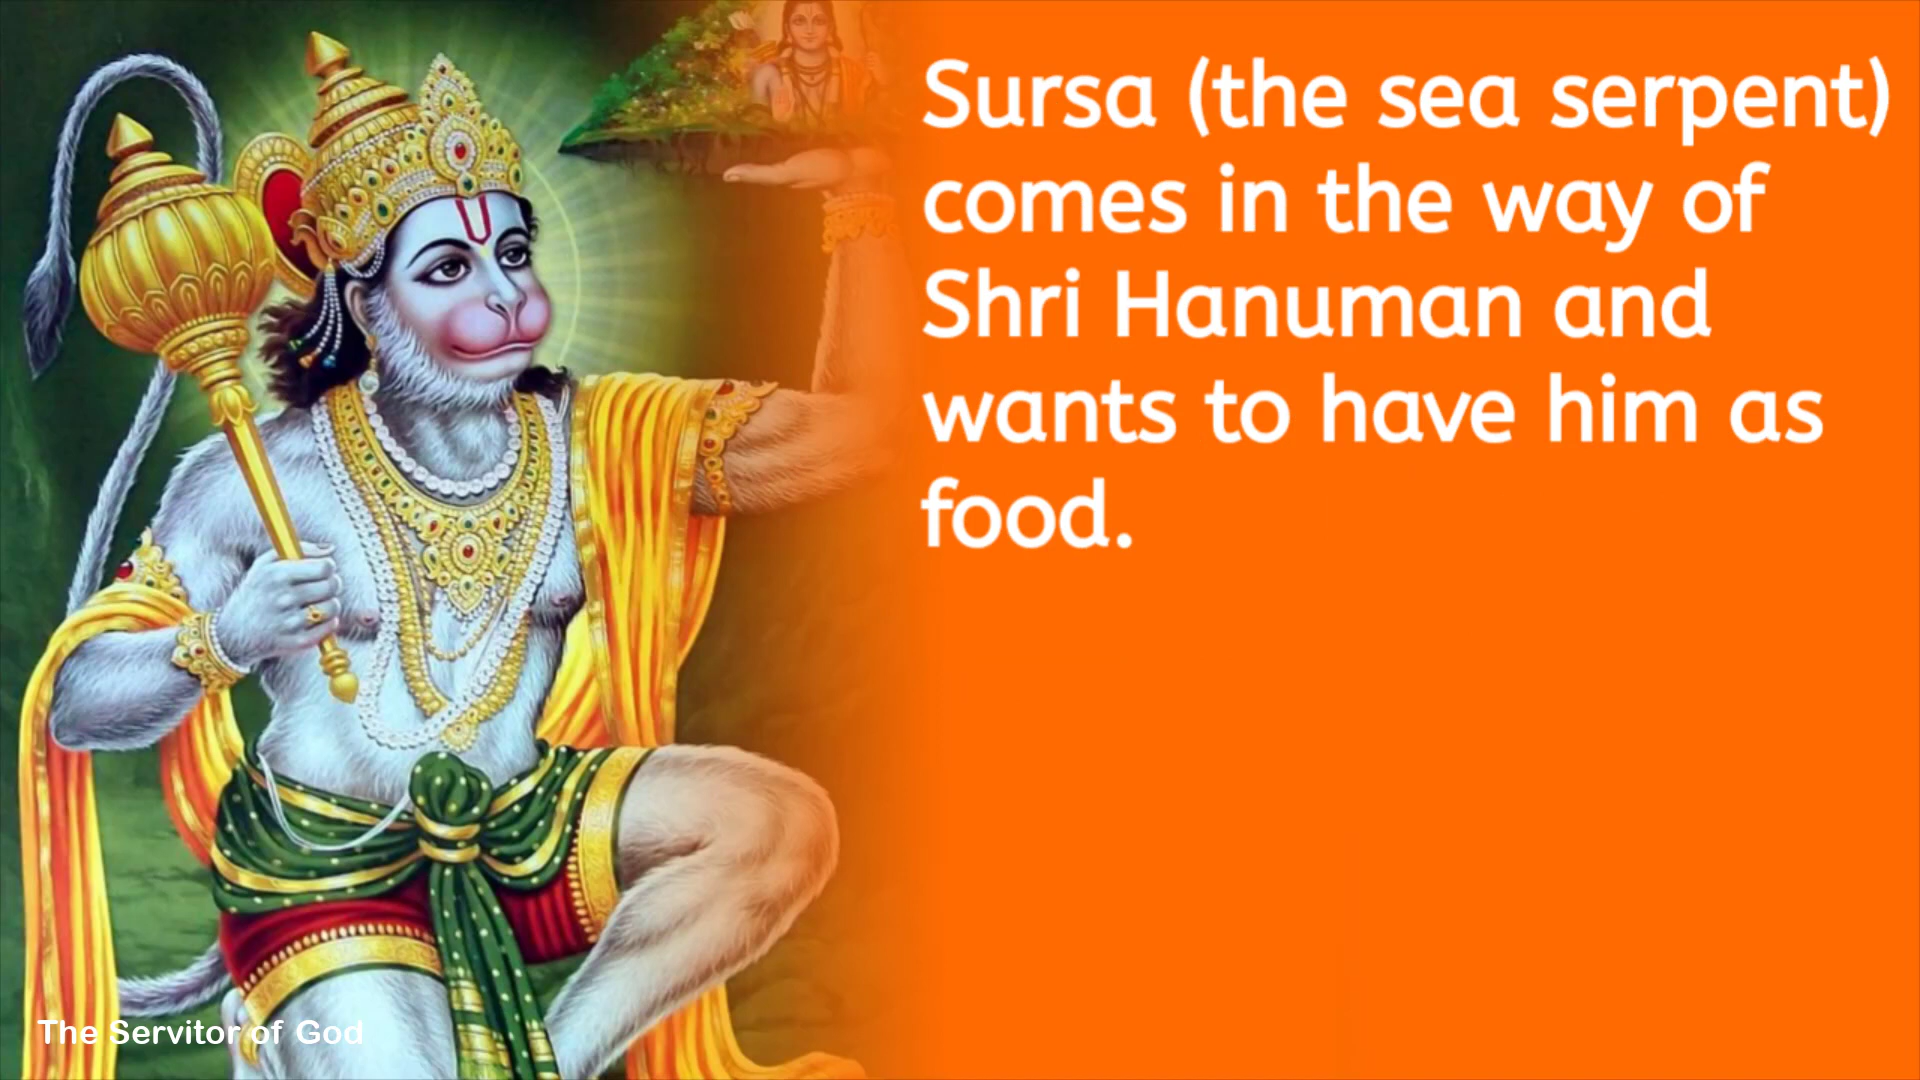 Sursa (the sea serpent)
comes in the way of
Shri Hanuman and
wants to have him as
food.
The Servitor of God